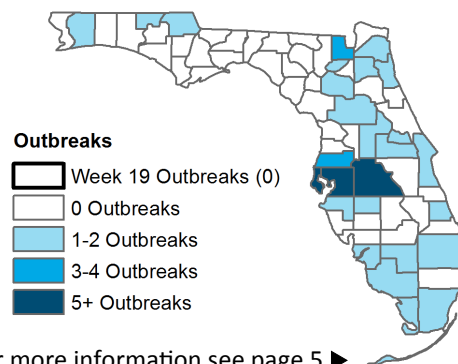 Outbreaks
Week 19 Outbreaks (0)
0 Outbreaks
1-2 Outbreaks
3-4 Outbreaks
5+ Outbreaks
more information see page 5 ▶